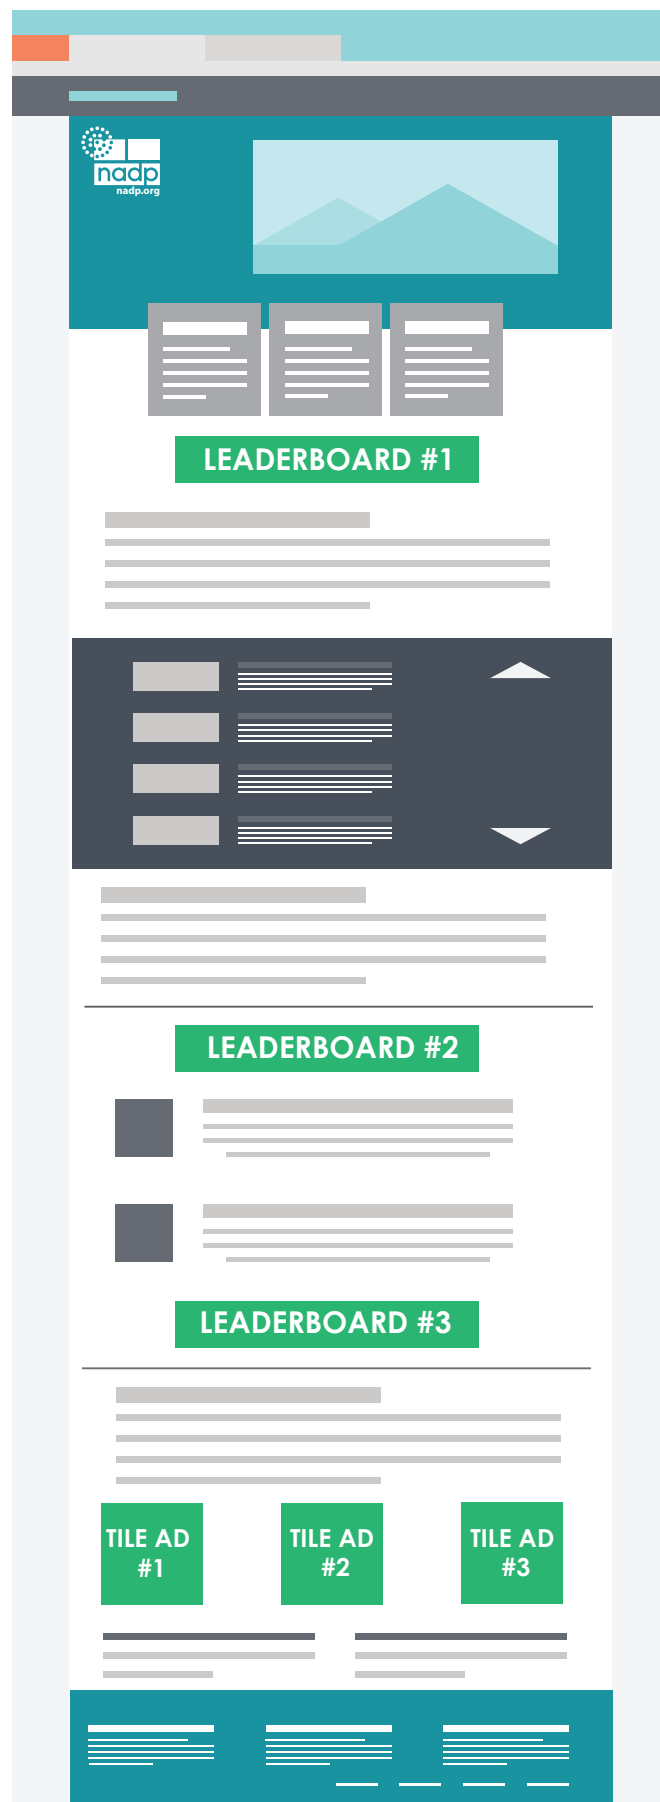 nadp
nadp.org
LEADERBOARD #1
LEADERBOARD #2
LEADERBOARD #3
TILE AD
#1
TILE AD
#2
TILE AD
#3